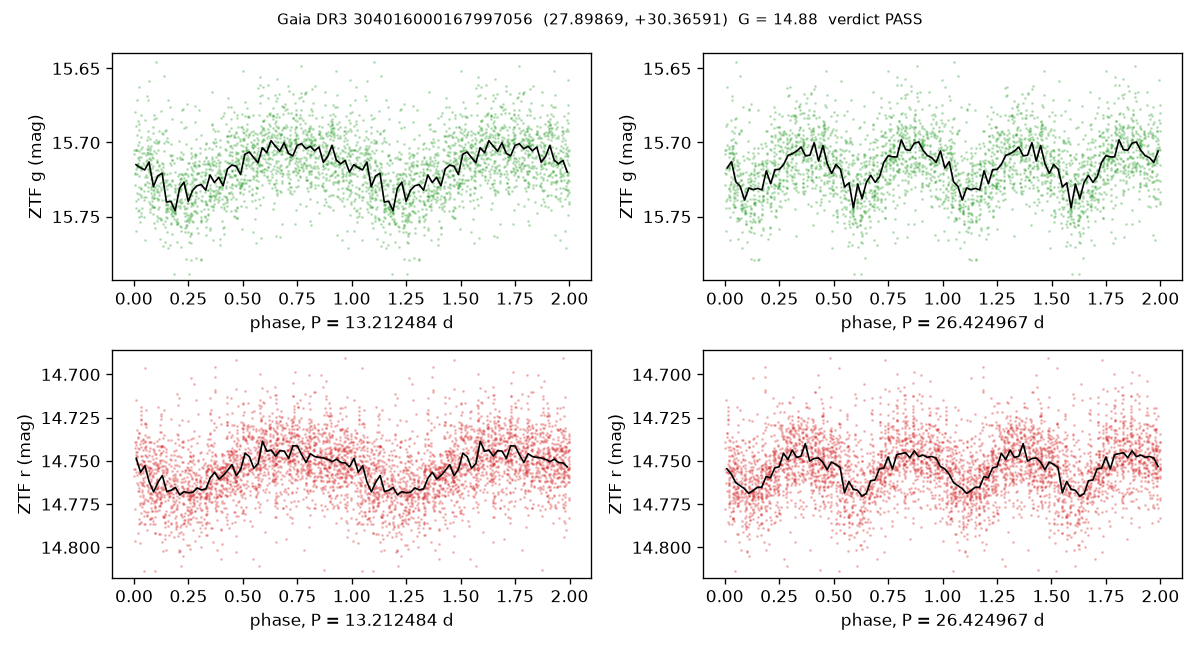 Gaia DR3 304016000167997056 (27.89869, +30.36591) G = 14.88 verdict PASS
15.65
15.70
15.75
ZTF g (mag)
0.00 0.25 0.50 0.75 1.00 1.25 1.50 1.75 2.00
phase, P = 13.212484 d
15.65
15.70
15.75
ZTF g (mag)
0.00 0.25 0.50 0.75 1.00 1.25 1.50 1.75 2.00
phase, P = 26.424967 d
14.700
14.725
14.750
14.775
14.800
ZTF r (mag)
0.00 0.25 0.50 0.75 1.00 1.25 1.50 1.75 2.00
phase, P = 13.212484 d
14.700
14.725
14.750
14.775
14.800
ZTF r (mag)
0.00 0.25 0.50 0.75 1.00 1.25 1.50 1.75 2.00
phase, P = 26.424967 d